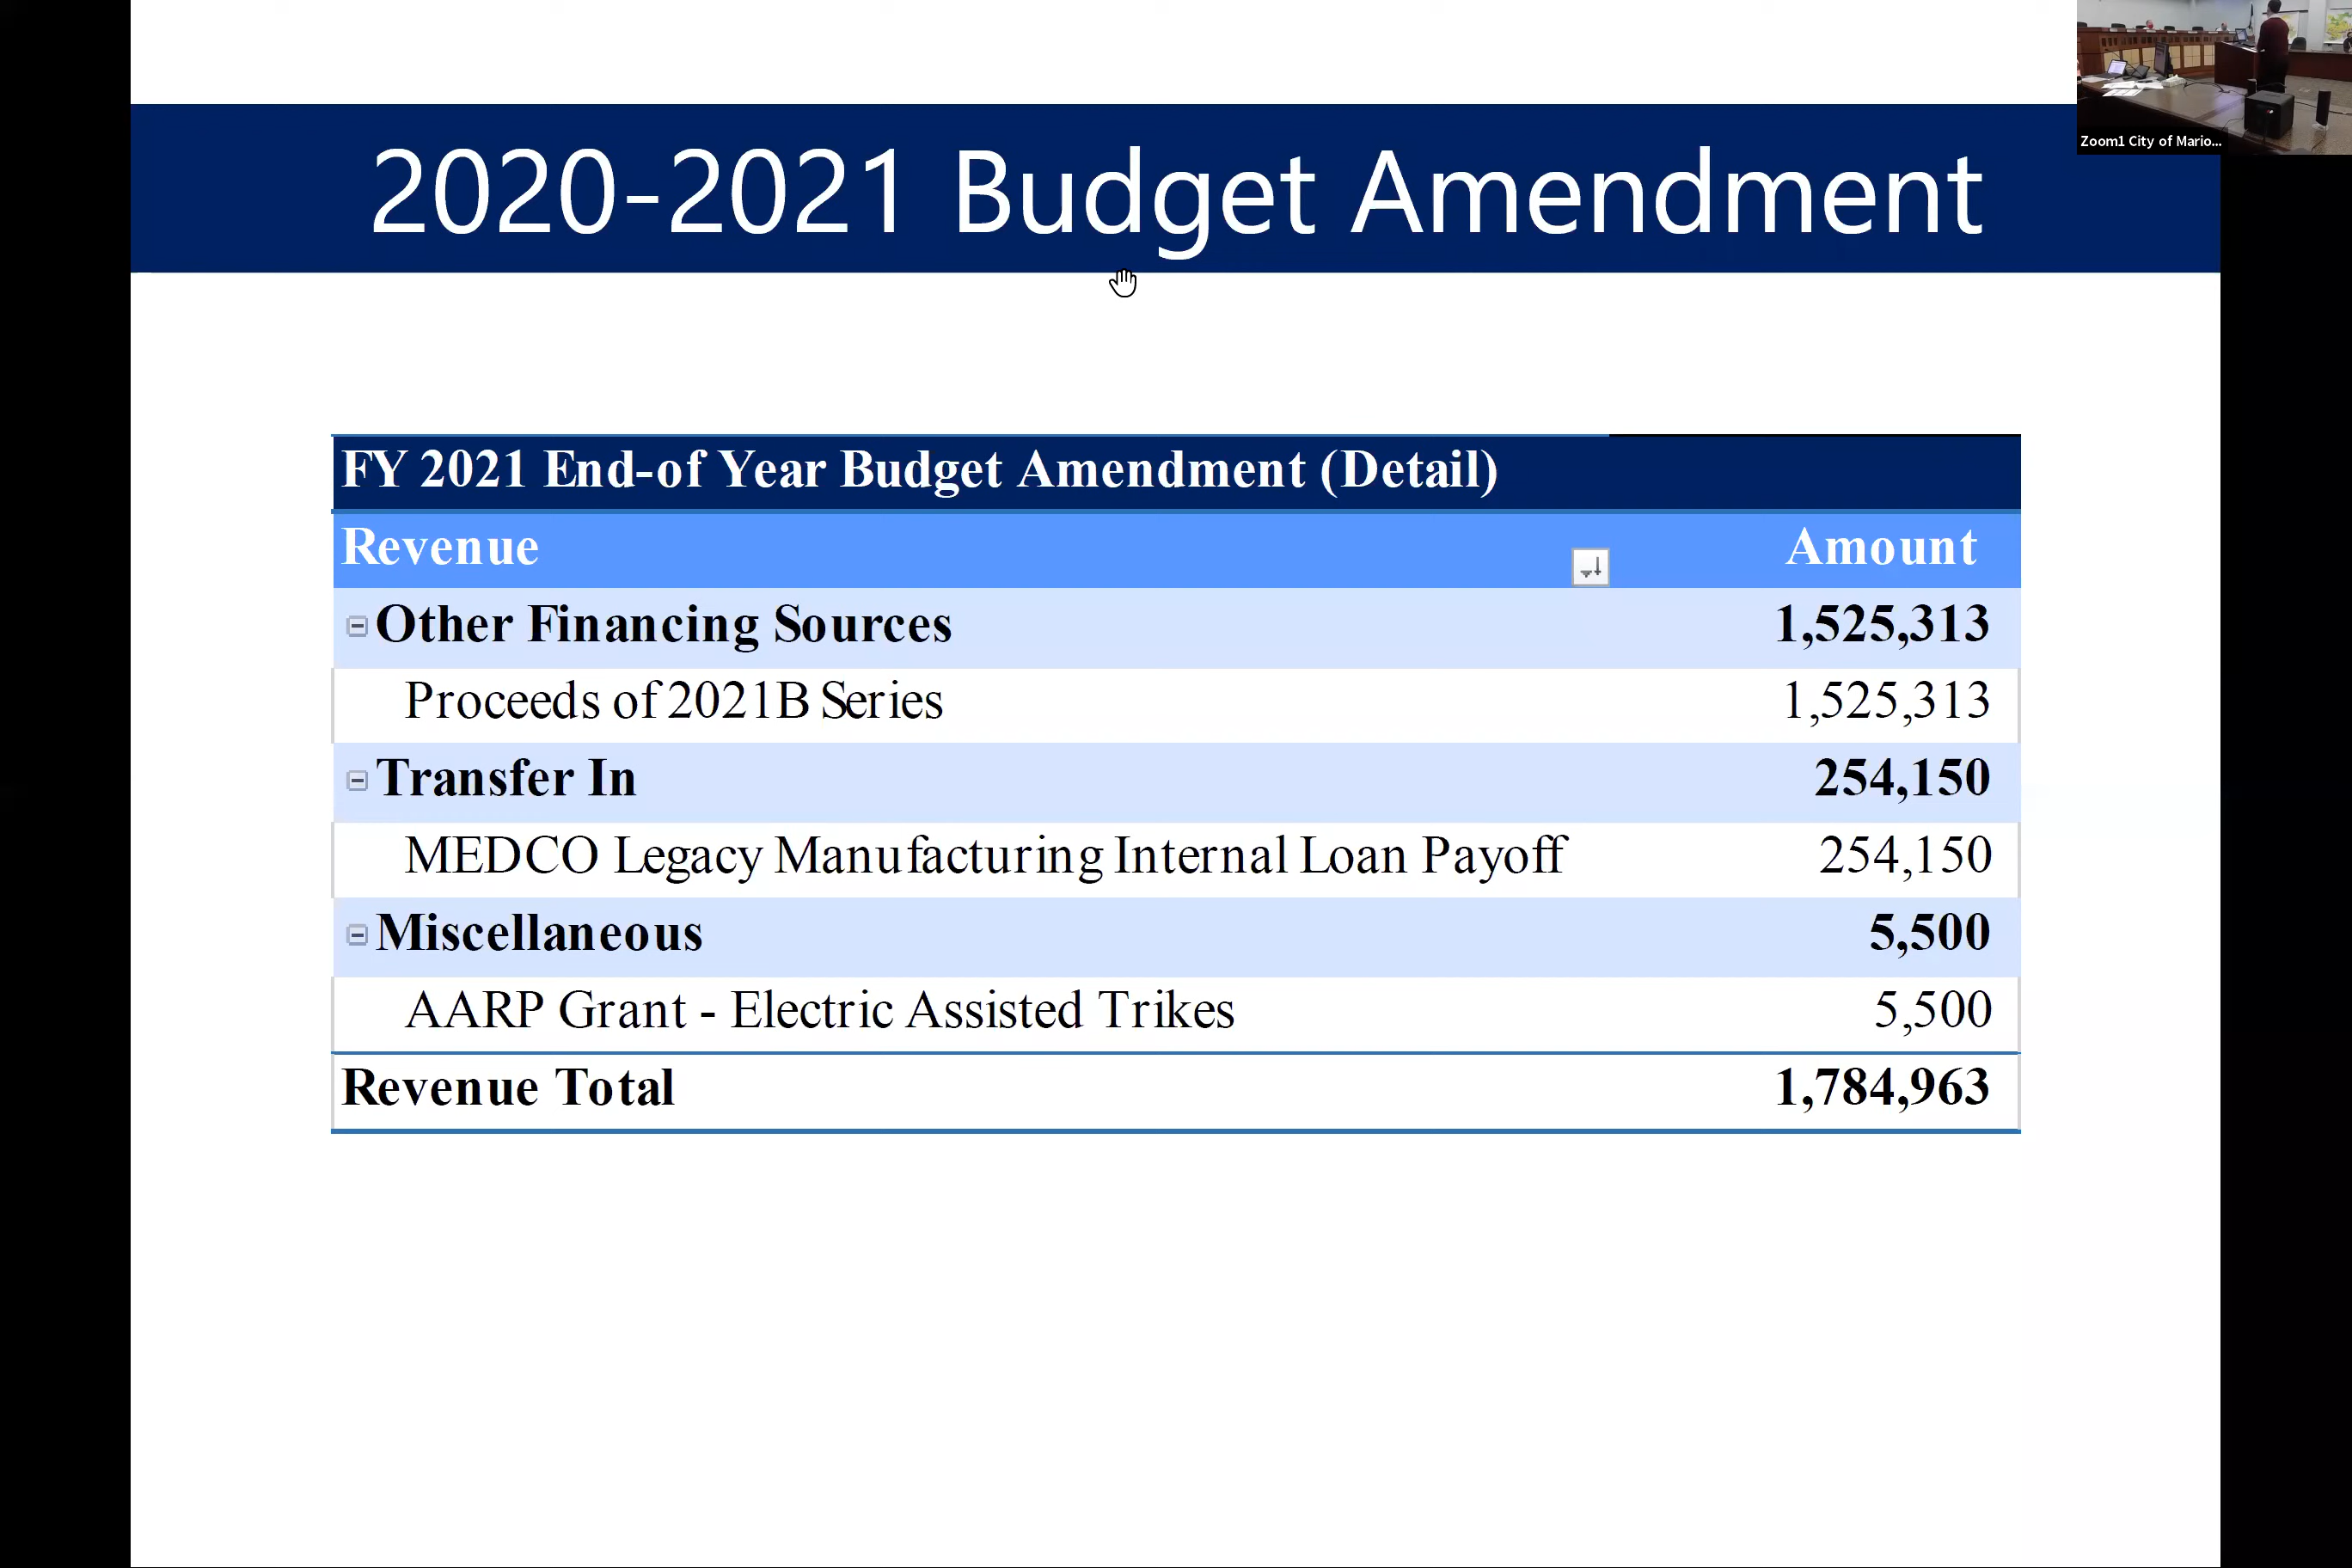 Zoom1 City of Mario...
2020-2021 Budget Amendment
FY 2021 End-of Year Budget Amendment (Detail)
Revenue Amount
Other Financing Sources 1,525,313
Proceeds of 2021B Series 1,525,313
Transfer In 254,150
MEDCO Legacy Manufacturing Internal Loan Payoff 254,150
Miscellaneous 5,500
AARP Grant - Electric Assisted Trikes 5,500
Revenue Total 1,784,963